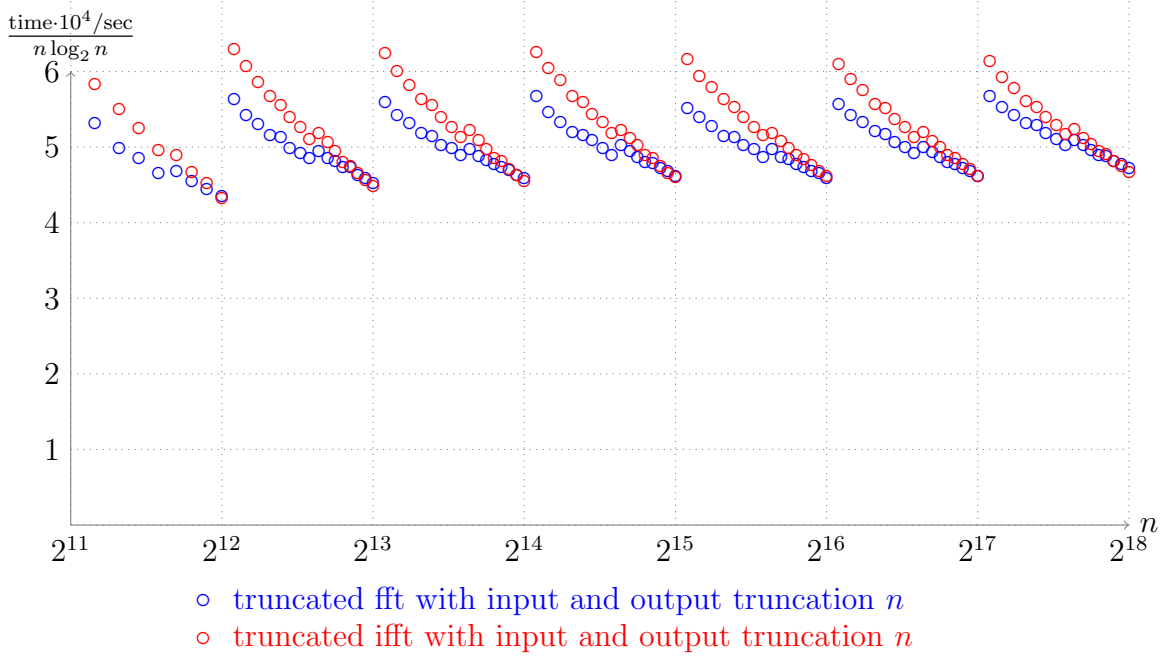 time·10⁴/sec
n log₂ n
6
5
4
3
2
1
2¹¹ 2¹² 2¹³ 2¹⁴ 2¹⁵ 2¹⁶ 2¹⁷ 2¹⁸
n
truncated fft with input and output truncation n
truncated ifft with input and output truncation n